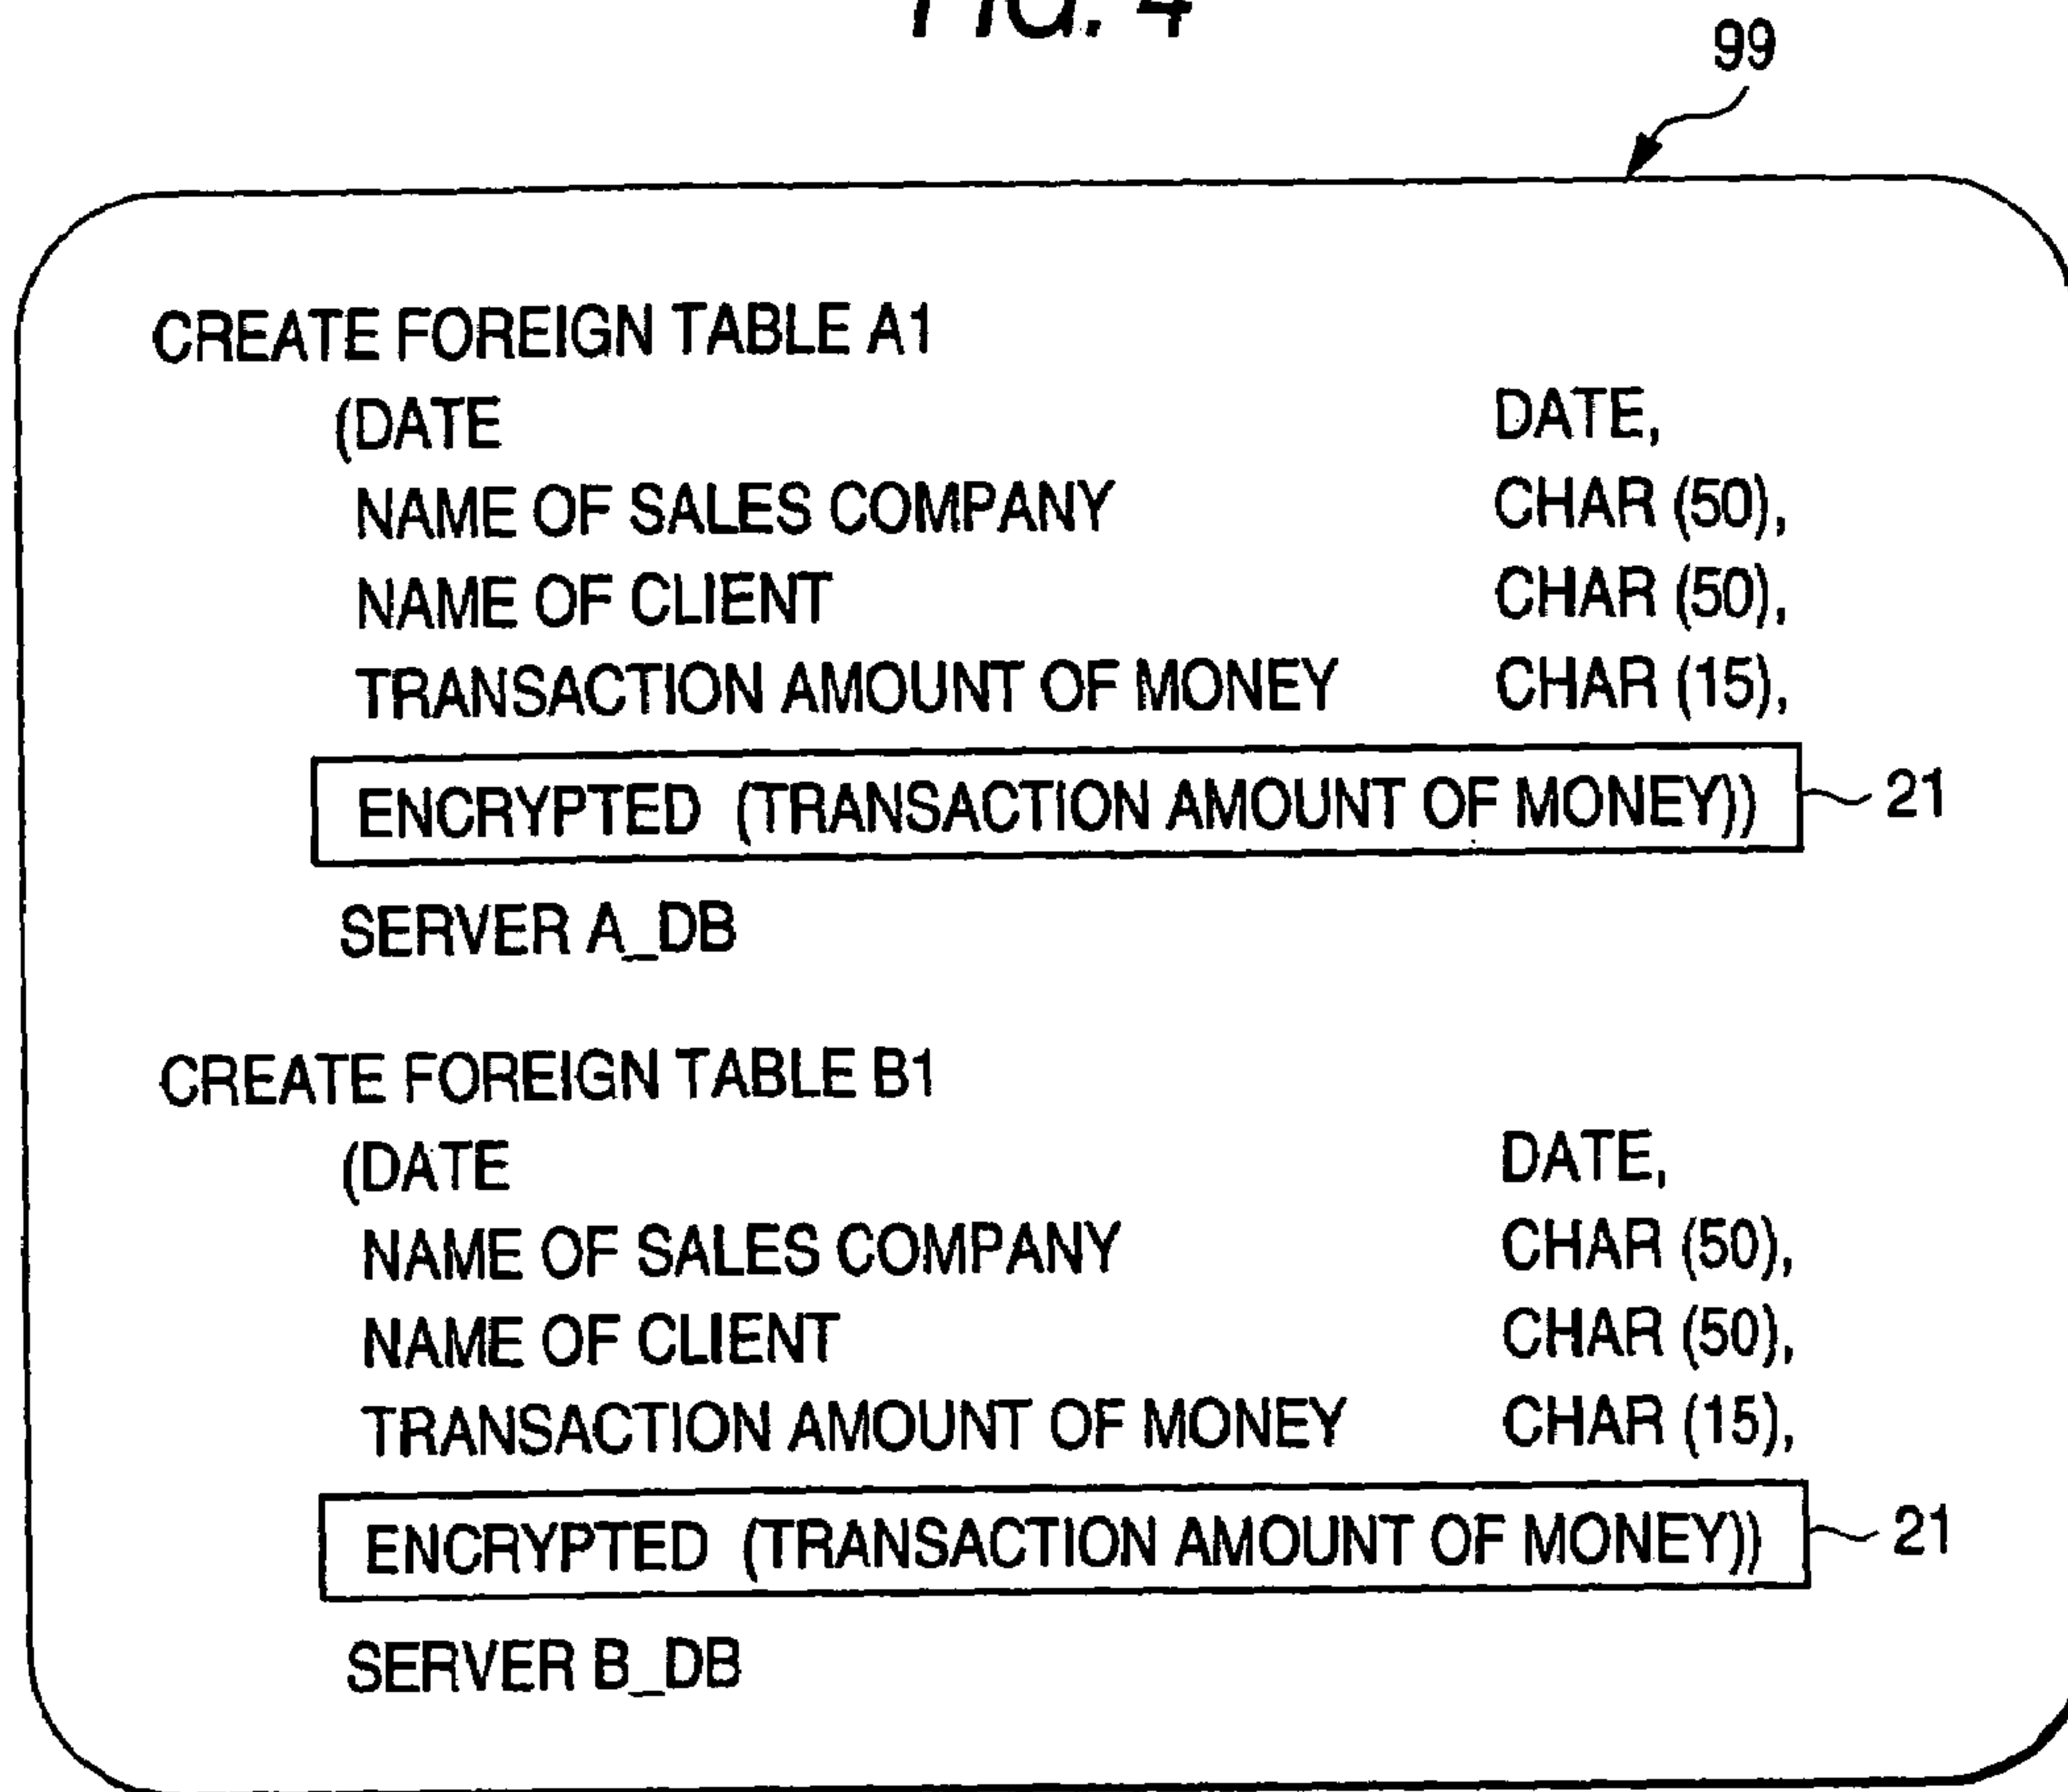 FIG. 4
99
CREATE FOREIGN TABLE A1
(DATE DATE,
NAME OF SALES COMPANY CHAR (50),
NAME OF CLIENT CHAR (50),
TRANSACTION AMOUNT OF MONEY CHAR (15),
ENCRYPTED (TRANSACTION AMOUNT OF MONEY)) 21
SERVER A_DB
CREATE FOREIGN TABLE B1
(DATE DATE,
NAME OF SALES COMPANY CHAR (50),
NAME OF CLIENT CHAR (50),
TRANSACTION AMOUNT OF MONEY CHAR (15),
ENCRYPTED (TRANSACTION AMOUNT OF MONEY)) 21
SERVER B_DB